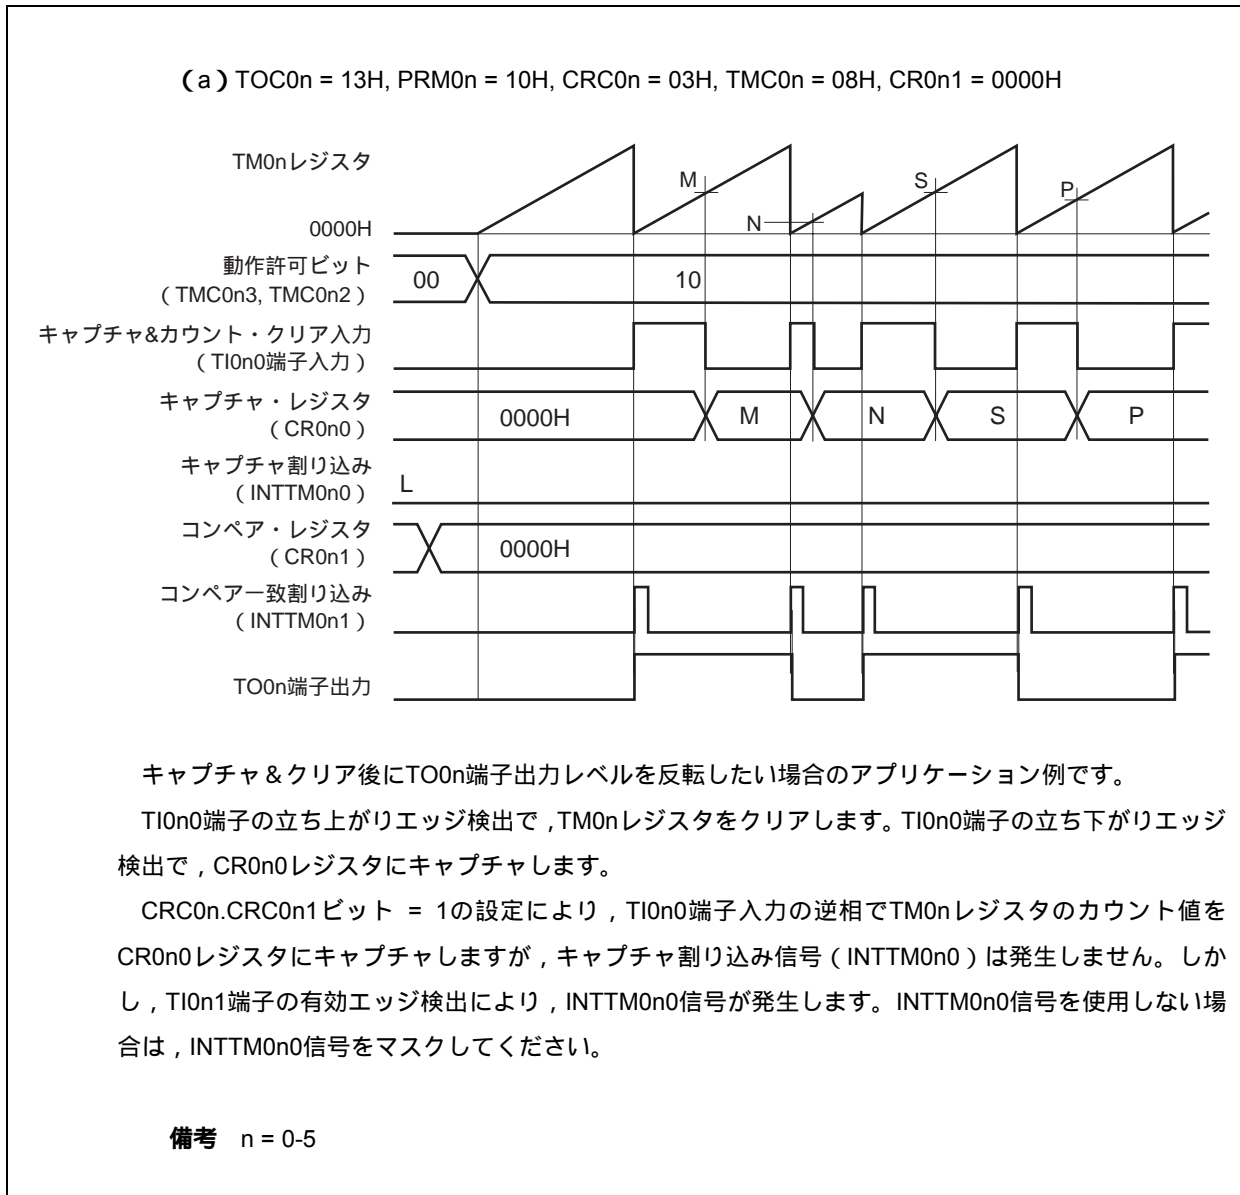 （a）TOC0n = 13H, PRM0n = 10H, CRC0n = 03H, TMC0n = 08H, CR0n1 = 0000H
TM0nレジスタ
M
S
P
N
0000H
動作許可ビット
（TMC0n3, TMC0n2）
00
10
キャプチャ&カウント・クリア入力
（TI0n0端子入力）
キャプチャ・レジスタ
（CR0n0）
0000H
M
N
S
P
キャプチャ割り込み
（INTTM0n0）
L
コンペア・レジスタ
（CR0n1）
0000H
コンペア一致割り込み
（INTTM0n1）
TO0n端子出力
キャプチャ＆クリア後にTO0n端子出力レベルを反転したい場合のアプリケーション例です。
TI0n0端子の立ち上がりエッジ検出で，TM0nレジスタをクリアします。TI0n0端子の立ち下がりエッジ
検出で，CR0n0レジスタにキャプチャします。
CRC0n.CRC0n1ビット = 1の設定により，TI0n0端子入力の逆相でTM0nレジスタのカウント値を
CR0n0レジスタにキャプチャしますが，キャプチャ割り込み信号（INTTM0n0）は発生しません。しか
し，TI0n1端子の有効エッジ検出により，INTTM0n0信号が発生します。INTTM0n0信号を使用しない場
合は，INTTM0n0信号をマスクしてください。
備考 n = 0-5